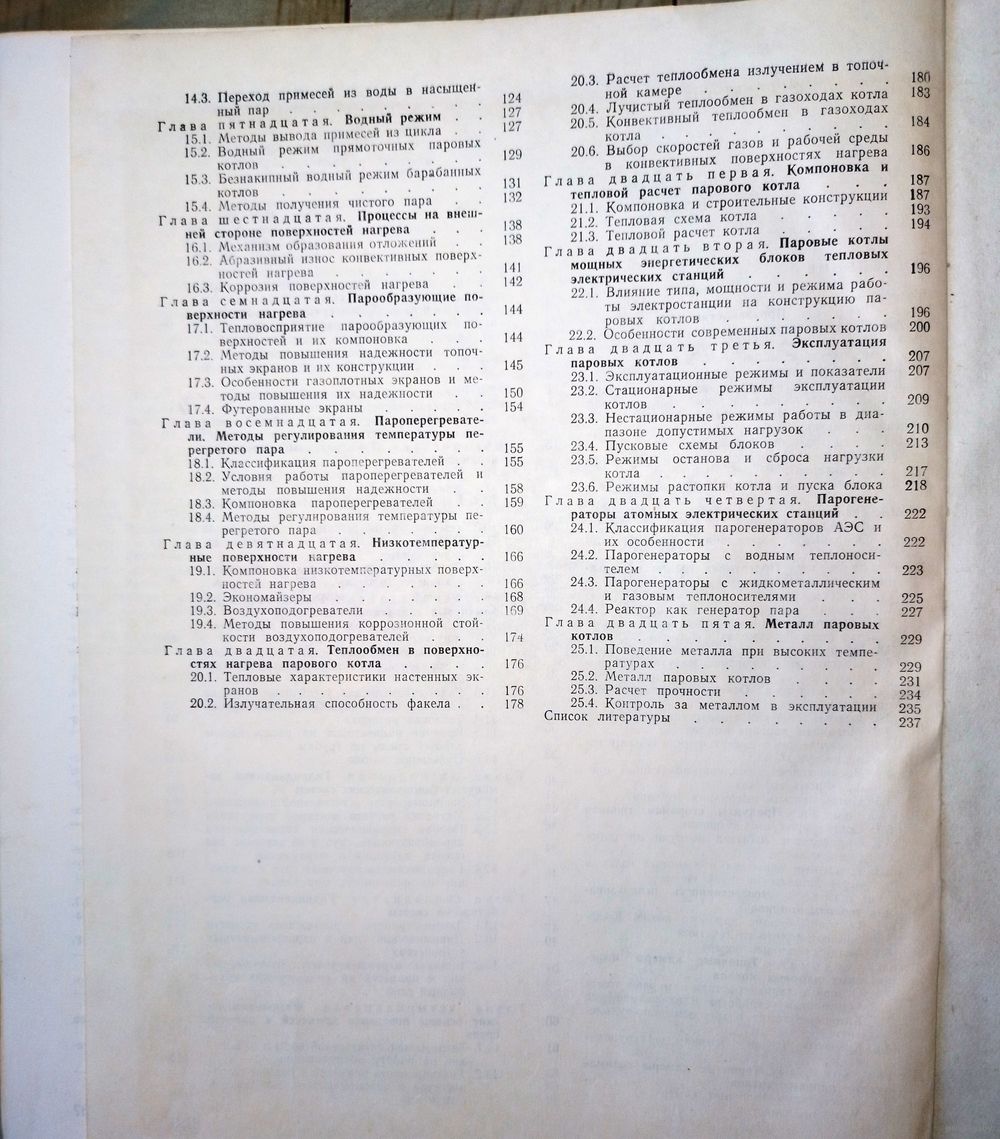 14.3. Переход примесей из воды в насыщен-
ный пар . . . . . . . . 124
Глава пятнадцатая. Водный режим . . 127
15.1. Методы вывода примесей из цикла . . 127
15.2. Водный режим прямоточных паровых
котлов . . . . . . . . 129
15.3. Безнакипный водный режим барабанных
котлов . . . . . . . . 131
15.4. Методы получения чистого пара . . 132
Глава шестнадцатая. Процессы на внеш-
ней стороне поверхностей нагрева . . . 138
16.1. Механизм образования отложений . . 138
16.2. Абразивный износ конвективных поверх-
ностей нагрева . . . . . . 141
16.3. Коррозия поверхностей нагрева . . 142
Глава семнадцатая. Парообразующие по-
верхности нагрева . . . . . . . 144
17.1. Тепловосприятие парообразующих по-
верхностей и их компоновка . . . 144
17.2. Методы повышения надежности топоч-
ных экранов и их конструкции . . . 145
17.3. Особенности газоплотных экранов и ме-
тоды повышения их надежности . . 150
17.4. Футерованные экраны . . . . . 154
Глава восемнадцатая. Пароперегревате-
ли. Методы регулирования температуры пе-
регретого пара . . . . . . . . 155
18.1. Классификация пароперегревателей . . 155
18.2. Условия работы пароперегревателей и
методы повышения надежности . . 158
18.3. Компоновка пароперегревателей . . 159
18.4. Методы регулирования температуры пе-
регретого пара . . . . . . 160
Глава девятнадцатая. Низкотемператур-
ные поверхности нагрева . . . . . 166
19.1. Компоновка низкотемпературных поверх-
ностей нагрева . . . . . . . 166
19.2. Экономайзеры . . . . . . 168
19.3. Воздухоподогреватели . . . . . 169
19.4. Методы повышения коррозионной стой-
кости воздухоподогревателей . . . 174
Глава двадцатая. Теплообмен в поверхно-
стях нагрева парового котла . . . . 176
20.1. Тепловые характеристики настенных эк-
ранов . . . . . . . . . 176
20.2. Излучательная способность факела . . 178
20.3. Расчет теплообмена излучением в топоч-
ной камере . . . . . . . 180
20.4. Лучистый теплообмен в газоходах котла 183
20.5. Конвективный теплообмен в газоходах
котла . . . . . . . . 184
20.6. Выбор скоростей газов и рабочей среды
в конвективных поверхностях нагрева 186
Глава двадцать первая. Компоновка и
тепловой расчет парового котла . . . 187
21.1. Компоновка и строительные конструкции 187
21.2. Тепловая схема котла . . . . . 193
21.3. Тепловой расчет котла . . . . . 194
Глава двадцать вторая. Паровые котлы
мощных энергетических блоков тепловых
электрических станций . . . . . . 196
22.1. Влияние типа, мощности и режима рабо-
ты электростанции на конструкцию па-
ровых котлов . . . . . . . 196
22.2. Особенности современных паровых котлов 200
Глава двадцать третья. Эксплуатация
паровых котлов . . . . . . . . 207
23.1. Эксплуатационные режимы и показатели 207
23.2. Стационарные режимы эксплуатации
котлов . . . . . . . . 209
23.3. Нестационарные режимы работы в диа-
пазоне допустимых нагрузок . . . 210
23.4. Пусковые схемы блоков . . . . 213
23.5. Режимы останова и сброса нагрузки
котла . . . . . . . . 217
23.6. Режимы растопки котла и пуска блока 218
Глава двадцать четвертая. Парогене-
раторы атомных электрических станций . . 222
24.1. Классификация парогенераторов АЭС и
их особенности . . . . . . 222
24.2. Парогенераторы с водным теплоноси-
телем . . . . . . . . 223
24.3. Парогенераторы с жидкометаллическим
и газовым теплоносителями . . . 225
24.4. Реактор как генератор пара . . . 227
Глава двадцать пятая. Металл паровых
котлов . . . . . . . . . . 229
25.1. Поведение металла при высоких темпе-
ратурах . . . . . . . . 229
25.2. Металл паровых котлов . . . . 231
25.3. Расчет прочности . . . . . . 234
25.4. Контроль за металлом в эксплуатации 235
Список литературы . . . . . . . . 237